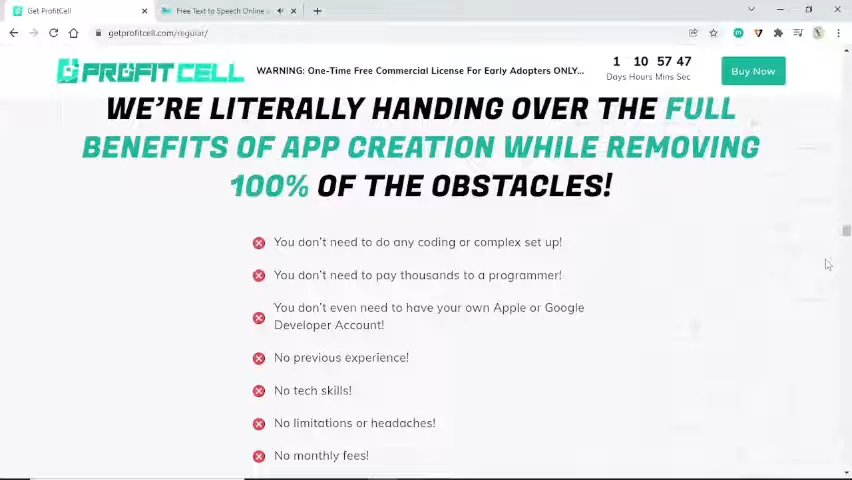 Get ProfitCell
Free Text to Speech Online
getprofitcell.com/regular/
PROFIT CELL
WARNING: One-Time Free Commercial License For Early Adopters ONLY...
1 10 57 47
Days Hours Mins Sec
Buy Now
WE'RE LITERALLY HANDING OVER THE FULL
BENEFITS OF APP CREATION WHILE REMOVING
100% OF THE OBSTACLES!
You don't need to do any coding or complex set up!
You don't need to pay thousands to a programmer!
You don't even need to have your own Apple or Google
Developer Account!
No previous experience!
No tech skills!
No limitations or headaches!
No monthly fees!